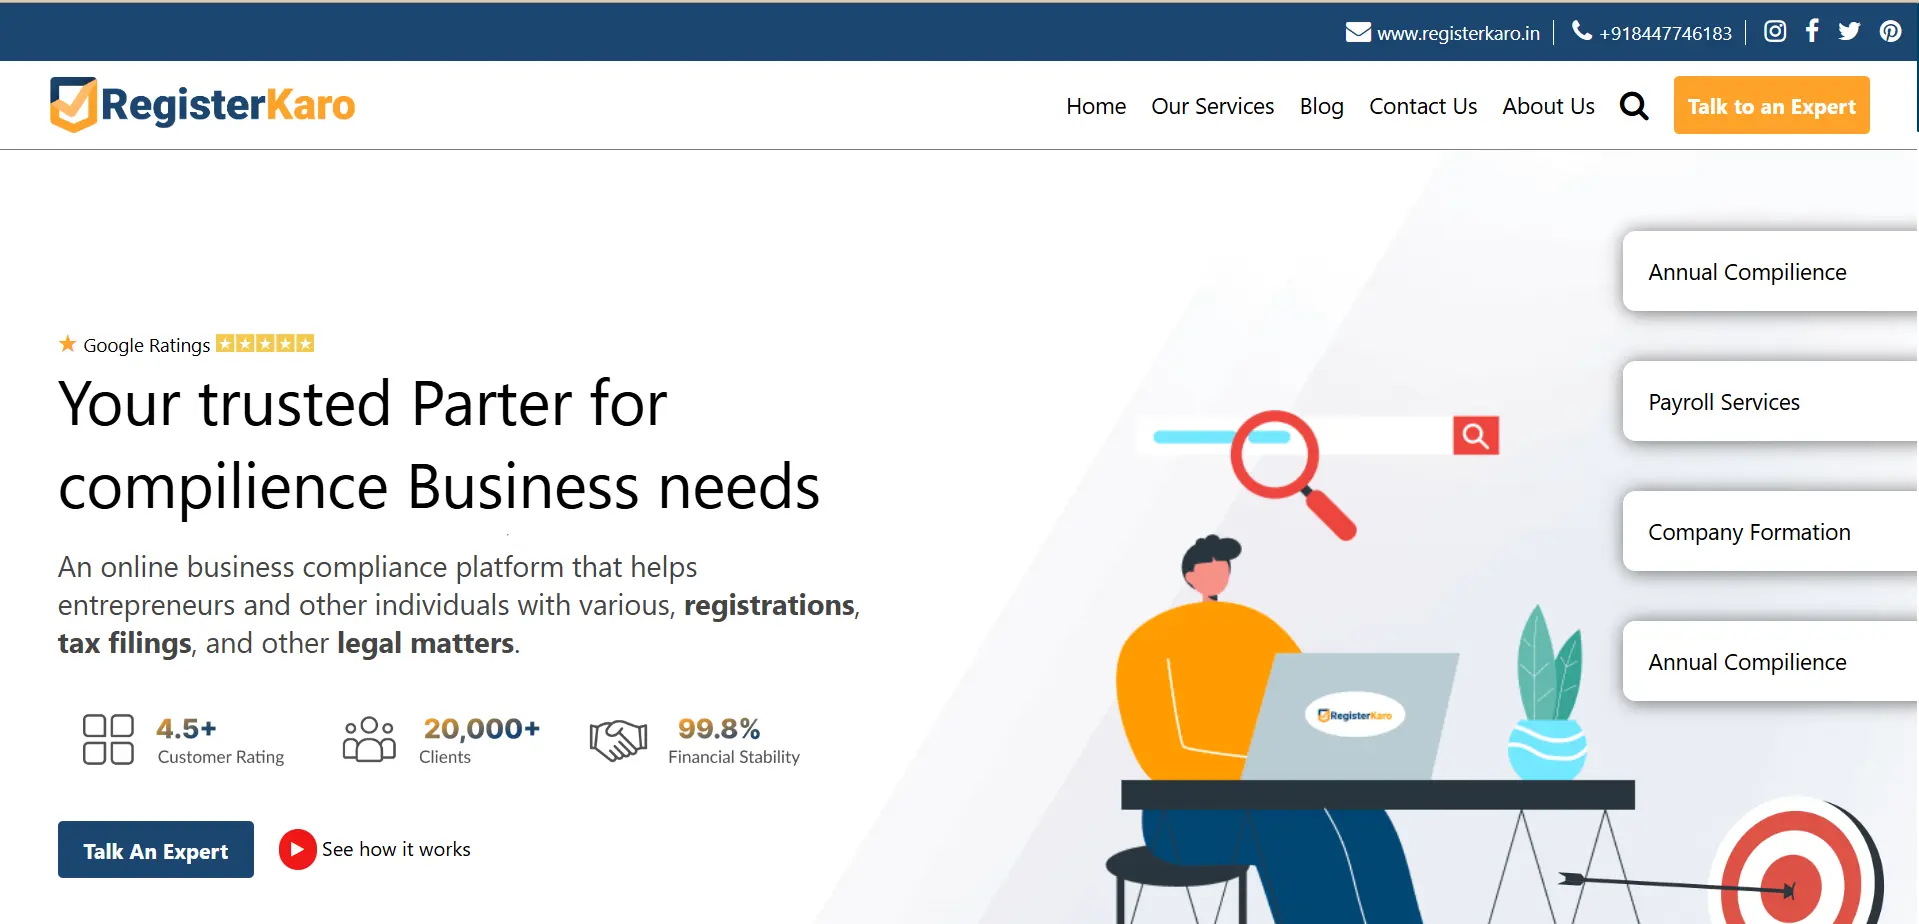 www.registerkaro.in
+918447746183
RegisterKaro
Home
Our Services
Blog
Contact Us
About Us
Talk to an Expert
Annual Compilience
Payroll Services
Company Formation
Annual Compilience
Google Ratings
Your trusted Parter for
compilience Business needs
An online business compliance platform that helps
entrepreneurs and other individuals with various, registrations,
tax filings, and other legal matters.
4.5+
Customer Rating
20,000+
Clients
99.8%
Financial Stability
Talk An Expert
See how it works
RegisterKaro